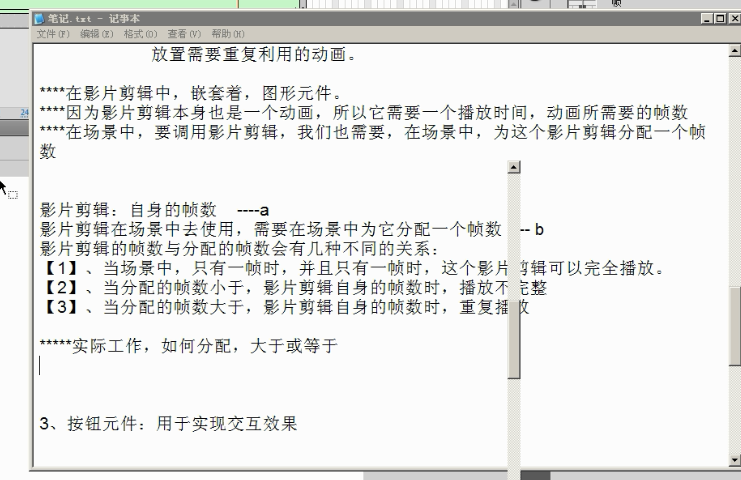 笔记.txt - 记事本
文件(F) 编辑(E) 格式(O) 查看(V) 帮助(H)
放置需要重复利用的动画。
****在影片剪辑中，嵌套着，图形元件。
****因为影片剪辑本身也是一个动画，所以它需要一个播放时间，动画所需要的帧数
****在场景中，要调用影片剪辑，我们也需要，在场景中，为这个影片剪辑分配一个帧
数
影片剪辑：自身的帧数 ----a
影片剪辑在场景中去使用，需要在场景中为它分配一个帧数 -- b
影片剪辑的帧数与分配的帧数会有几种不同的关系：
【1】、当场景中，只有一帧时，并且只有一帧时，这个影片剪辑可以完全播放。
【2】、当分配的帧数小于，影片剪辑自身的帧数时，播放不完整
【3】、当分配的帧数大于，影片剪辑自身的帧数时，重复播放
*****实际工作，如何分配，大于或等于
3、按钮元件：用于实现交互效果